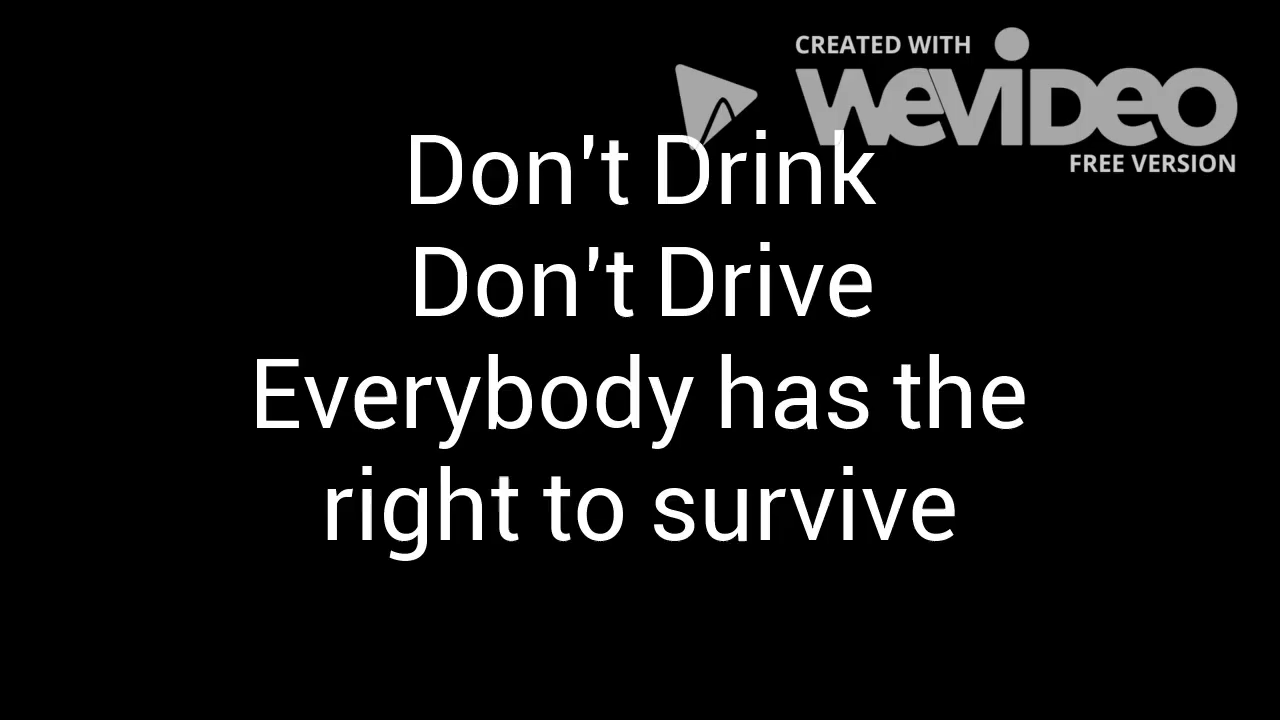 CREATED WITH
WEVIDEO
FREE VERSION
Don't Drink
Don't Drive
Everybody has the
right to survive